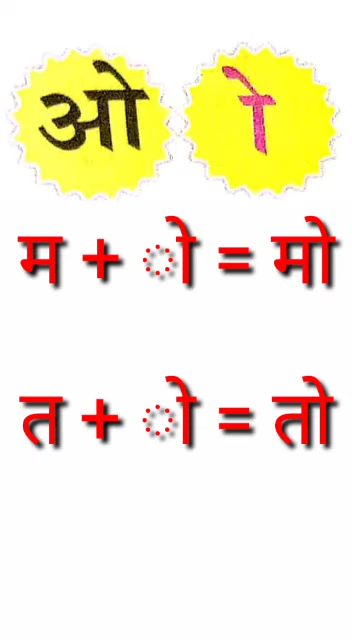 ओ ो
म + ो = मो
त + ो = तो